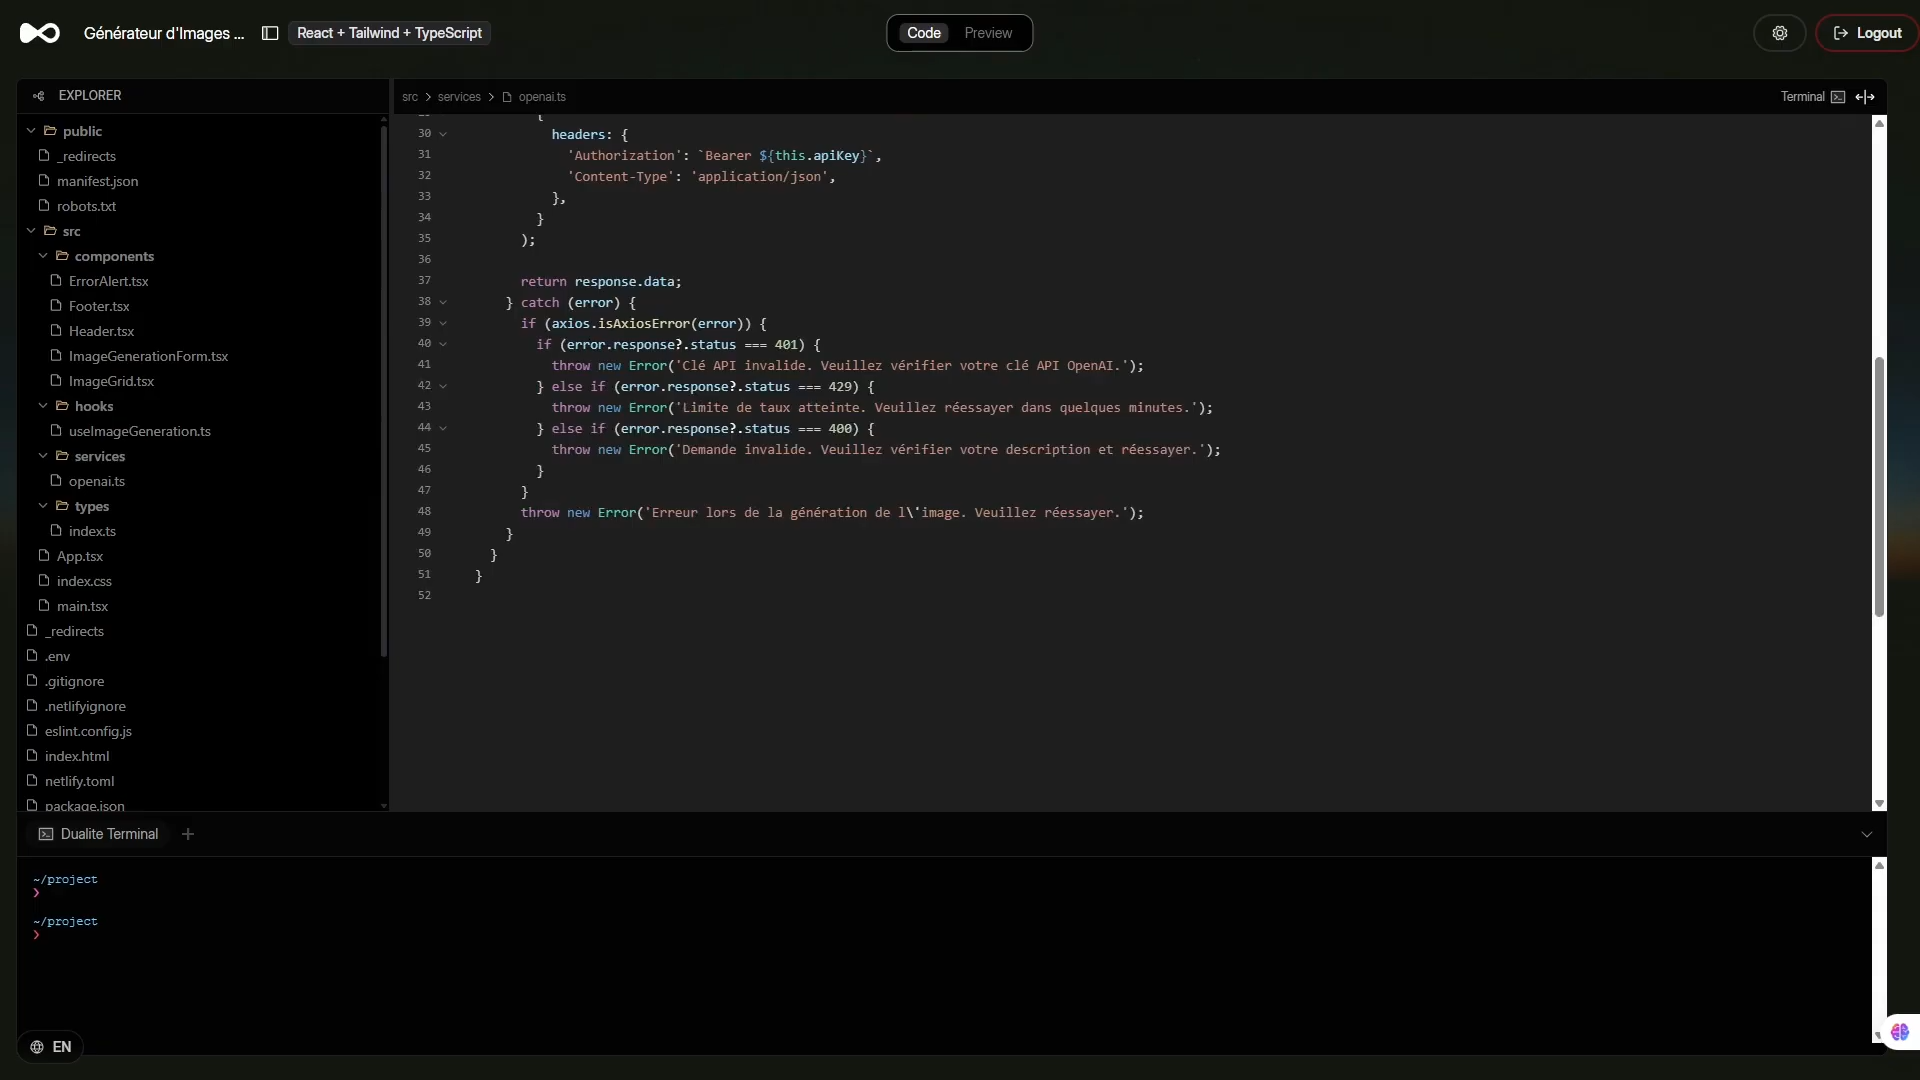 Générateur d'Images ...
React + Tailwind + TypeScript
Code
Preview
Logout
EXPLORER
public
_redirects
manifest.json
robots.txt
src
components
ErrorAlert.tsx
Footer.tsx
Header.tsx
ImageGenerationForm.tsx
ImageGrid.tsx
hooks
useImageGeneration.ts
services
openai.ts
types
index.ts
App.tsx
index.css
main.tsx
_redirects
.env
.gitignore
.netlifyignore
eslint.config.js
index.html
netlify.toml
package.json
src > services > openai.ts
Terminal
{
30 headers: {
31 'Authorization': `Bearer ${this.apiKey}`,
32 'Content-Type': 'application/json',
33 },
34 }
35 );
36
37 return response.data;
38 } catch (error) {
39 if (axios.isAxiosError(error)) {
40 if (error.response?.status === 401) {
41 throw new Error('Clé API invalide. Veuillez vérifier votre clé API OpenAI.');
42 } else if (error.response?.status === 429) {
43 throw new Error('Limite de taux atteinte. Veuillez réessayer dans quelques minutes.');
44 } else if (error.response?.status === 400) {
45 throw new Error('Demande invalide. Veuillez vérifier votre description et réessayer.');
46 }
47 }
48 throw new Error('Erreur lors de la génération de l\'image. Veuillez réessayer.');
49 }
50 }
51 }
52
Dualite Terminal +
~/project
❯
~/project
❯
EN